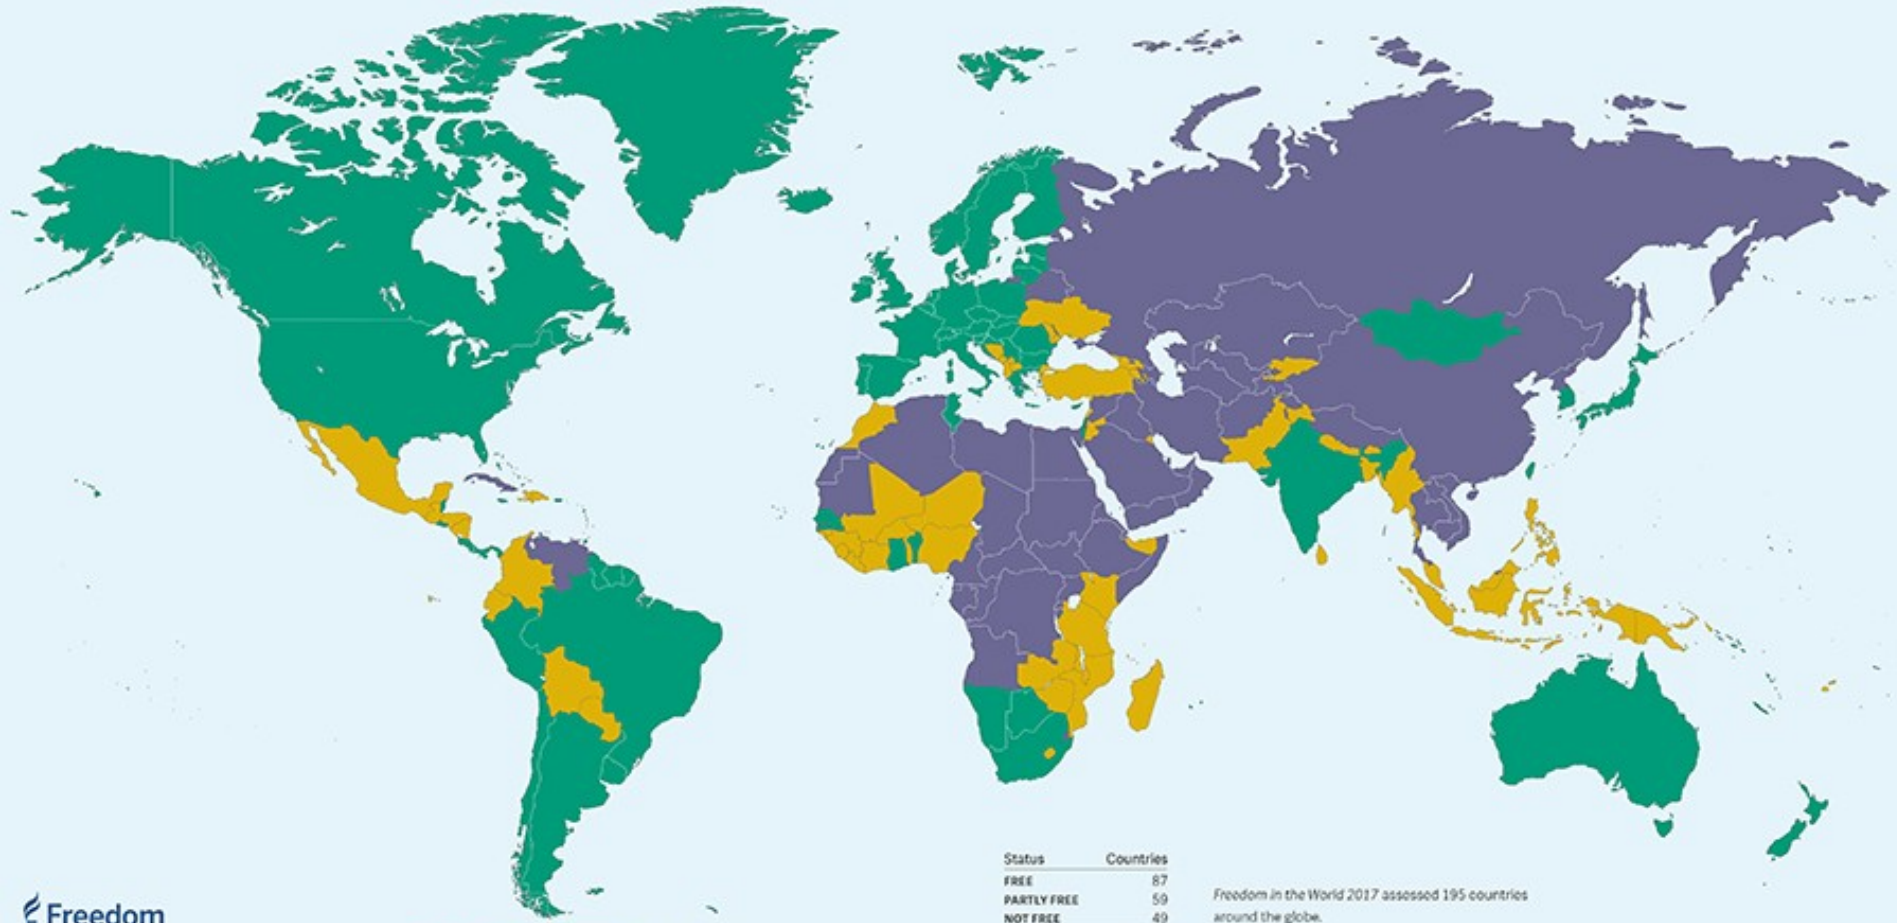 Status Countries
FREE 87
PARTLY FREE 59
NOT FREE 49
Freedom in the World 2017 assessed 195 countries
around the globe.
Freedom